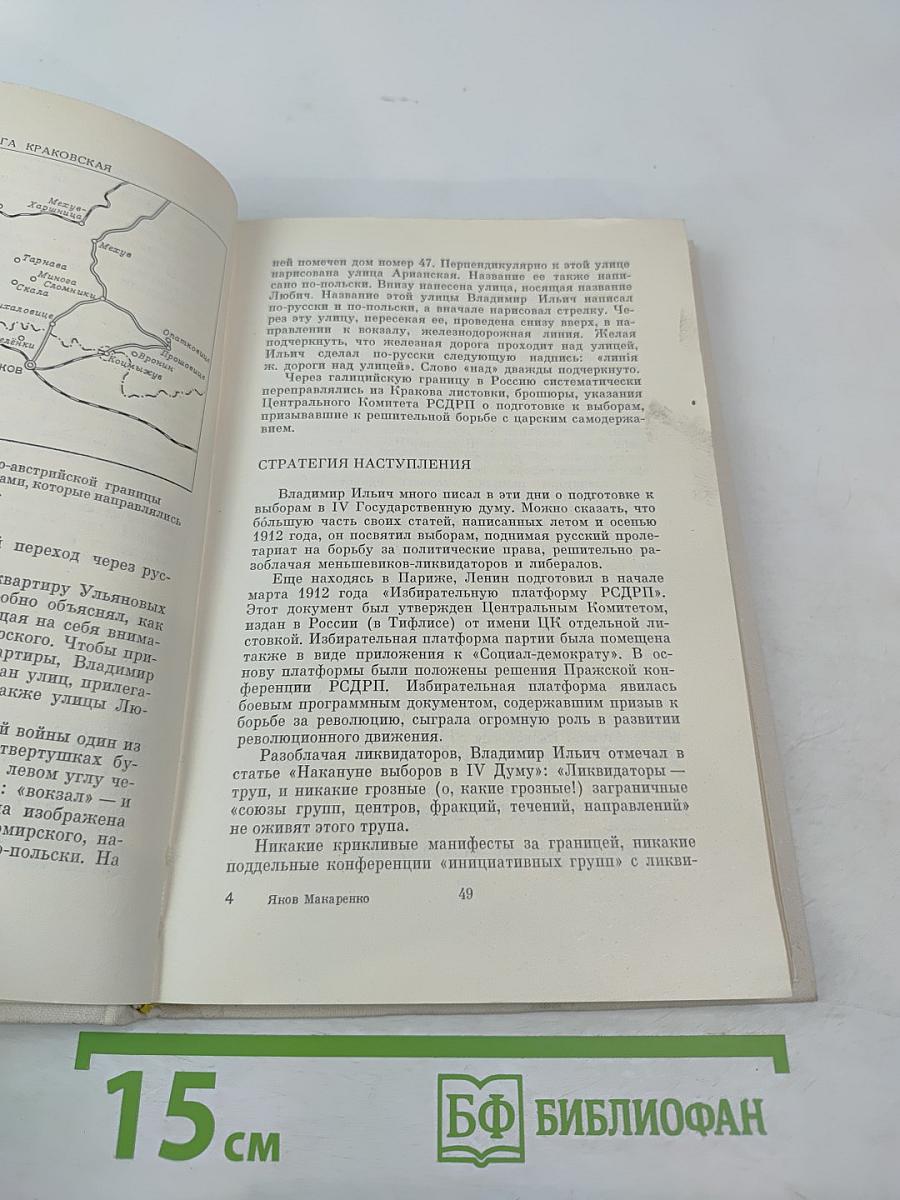 ГА КРАКОВСКАЯ
Мехув-
Харшница
Мехув
Тарнава
Минога
Сломники
Скала
халовице
Опатковице
Прошовице
Вронин
Коцмыжув
ленки
КОВ
о-австрийской границы
ами, которые направлялись
й переход через рус-
квартиру Ульяновых
робно объяснял, как
щая на себя внима-
рского. Чтобы при-
артиры, Владимир
ан улиц, прилега-
акже улицы Лю-
й войны один из
твертушках бу-
левом углу че-
: «вокзал» — и
на изображена
омирского, на-
о-польски. На
ней помечен дом номер 47. Перпендикулярно к этой улице
нарисована улица Арианская. Название ее также напи-
сано по-польски. Внизу нанесена улица, носящая название
Любич. Название этой улицы Владимир Ильич написал
по-русски и по-польски, а вначале нарисовал стрелку. Че-
рез эту улицу, пересекая ее, проведена снизу вверх, в на-
правлении к вокзалу, железнодорожная линия. Желая
подчеркнуть, что железная дорога проходит над улицей,
Ильич сделал по-русски следующую надпись: «линія
ж. дороги над улицей». Слово «над» дважды подчеркнуто.
Через галицийскую границу в Россию систематически
переправлялись из Кракова листовки, брошюры, указания
Центрального Комитета РСДРП о подготовке к выборам,
призывавшие к решительной борьбе с царским самодержа-
вием.
СТРАТЕГИЯ НАСТУПЛЕНИЯ
Владимир Ильич много писал в эти дни о подготовке к
выборам в IV Государственную думу. Можно сказать, что
бо́льшую часть своих статей, написанных летом и осенью
1912 года, он посвятил выборам, поднимая русский проле-
тариат на борьбу за политические права, решительно ра-
зоблачая меньшевиков-ликвидаторов и либералов.
Еще находясь в Париже, Ленин подготовил в начале
марта 1912 года «Избирательную платформу РСДРП».
Этот документ был утвержден Центральным Комитетом,
издан в России (в Тифлисе) от имени ЦК отдельной ли-
стовкой. Избирательная платформа партии была помещена
также в виде приложения к «Социал-демократу». В ос-
нову платформы были положены решения Пражской кон-
ференции РСДРП. Избирательная платформа явилась
боевым программным документом, содержавшим призыв к
борьбе за революцию, сыграла огромную роль в развитии
революционного движения.
Разоблачая ликвидаторов, Владимир Ильич отмечал в
статье «Накануне выборов в IV Думу»: «Ликвидаторы —
труп, и никакие грозные (о, какие грозные!) заграничные
«союзы групп, центров, фракций, течений, направлений»
не оживят этого трупа.
Никакие крикливые манифесты за границей, никакие
поддельные конференции «инициативных групп» с ликви-
4 Яков Макаренко 49
15 см
БФ БИБЛИОФАН